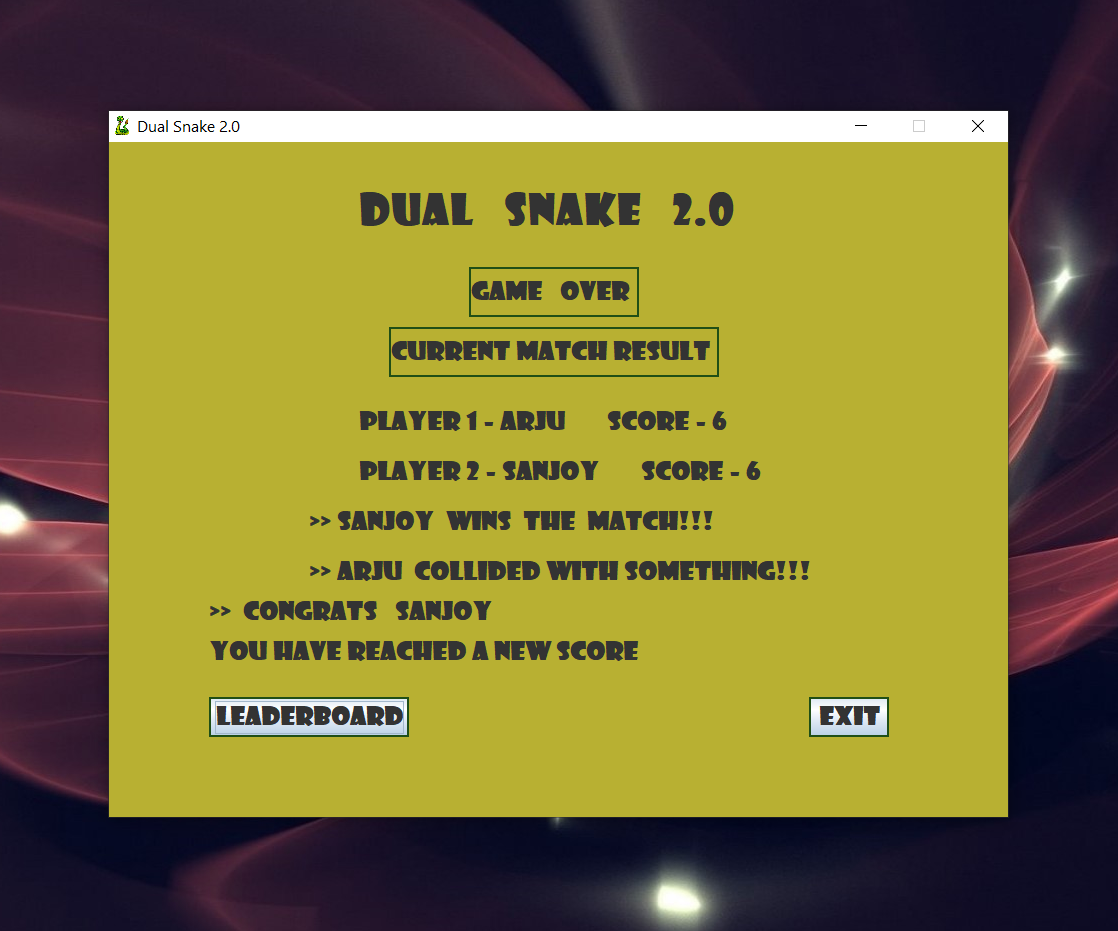 Dual Snake 2.0
DUAL SNAKE 2.0
GAME OVER
CURRENT MATCH RESULT
PLAYER 1 - ARJU SCORE - 6
PLAYER 2 - SANJOY SCORE - 6
>> SANJOY WINS THE MATCH!!!
>> ARJU COLLIDED WITH SOMETHING!!!
>> CONGRATS SANJOY
YOU HAVE REACHED A NEW SCORE
LEADERBOARD EXIT